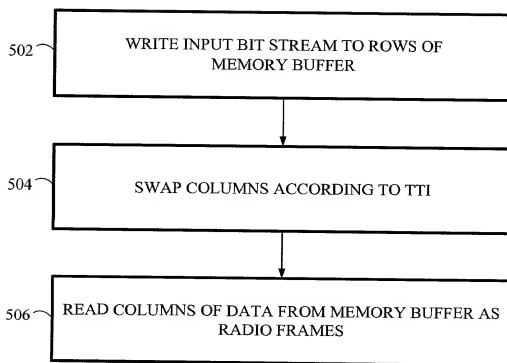 502
WRITE INPUT BIT STREAM TO ROWS OF
MEMORY BUFFER
504
SWAP COLUMNS ACCORDING TO TTI
506
READ COLUMNS OF DATA FROM MEMORY BUFFER AS
RADIO FRAMES